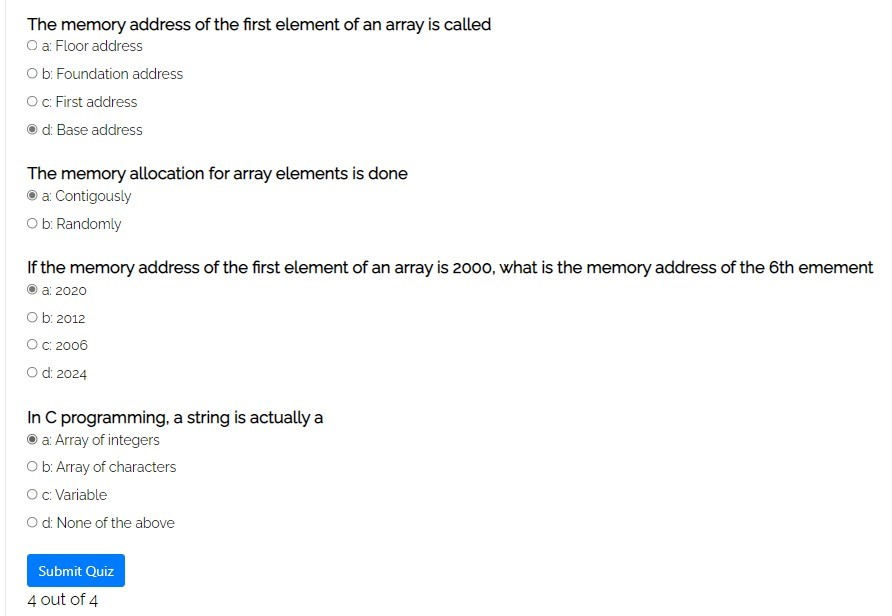 The memory address of the first element of an array is called
a: Floor address
b: Foundation address
c: First address
d: Base address
The memory allocation for array elements is done
a: Contigously
b: Randomly
If the memory address of the first element of an array is 2000, what is the memory address of the 6th emement
a: 2020
b: 2012
c: 2006
d: 2024
In C programming, a string is actually a
a: Array of integers
b: Array of characters
c: Variable
d: None of the above
Submit Quiz
4 out of 4